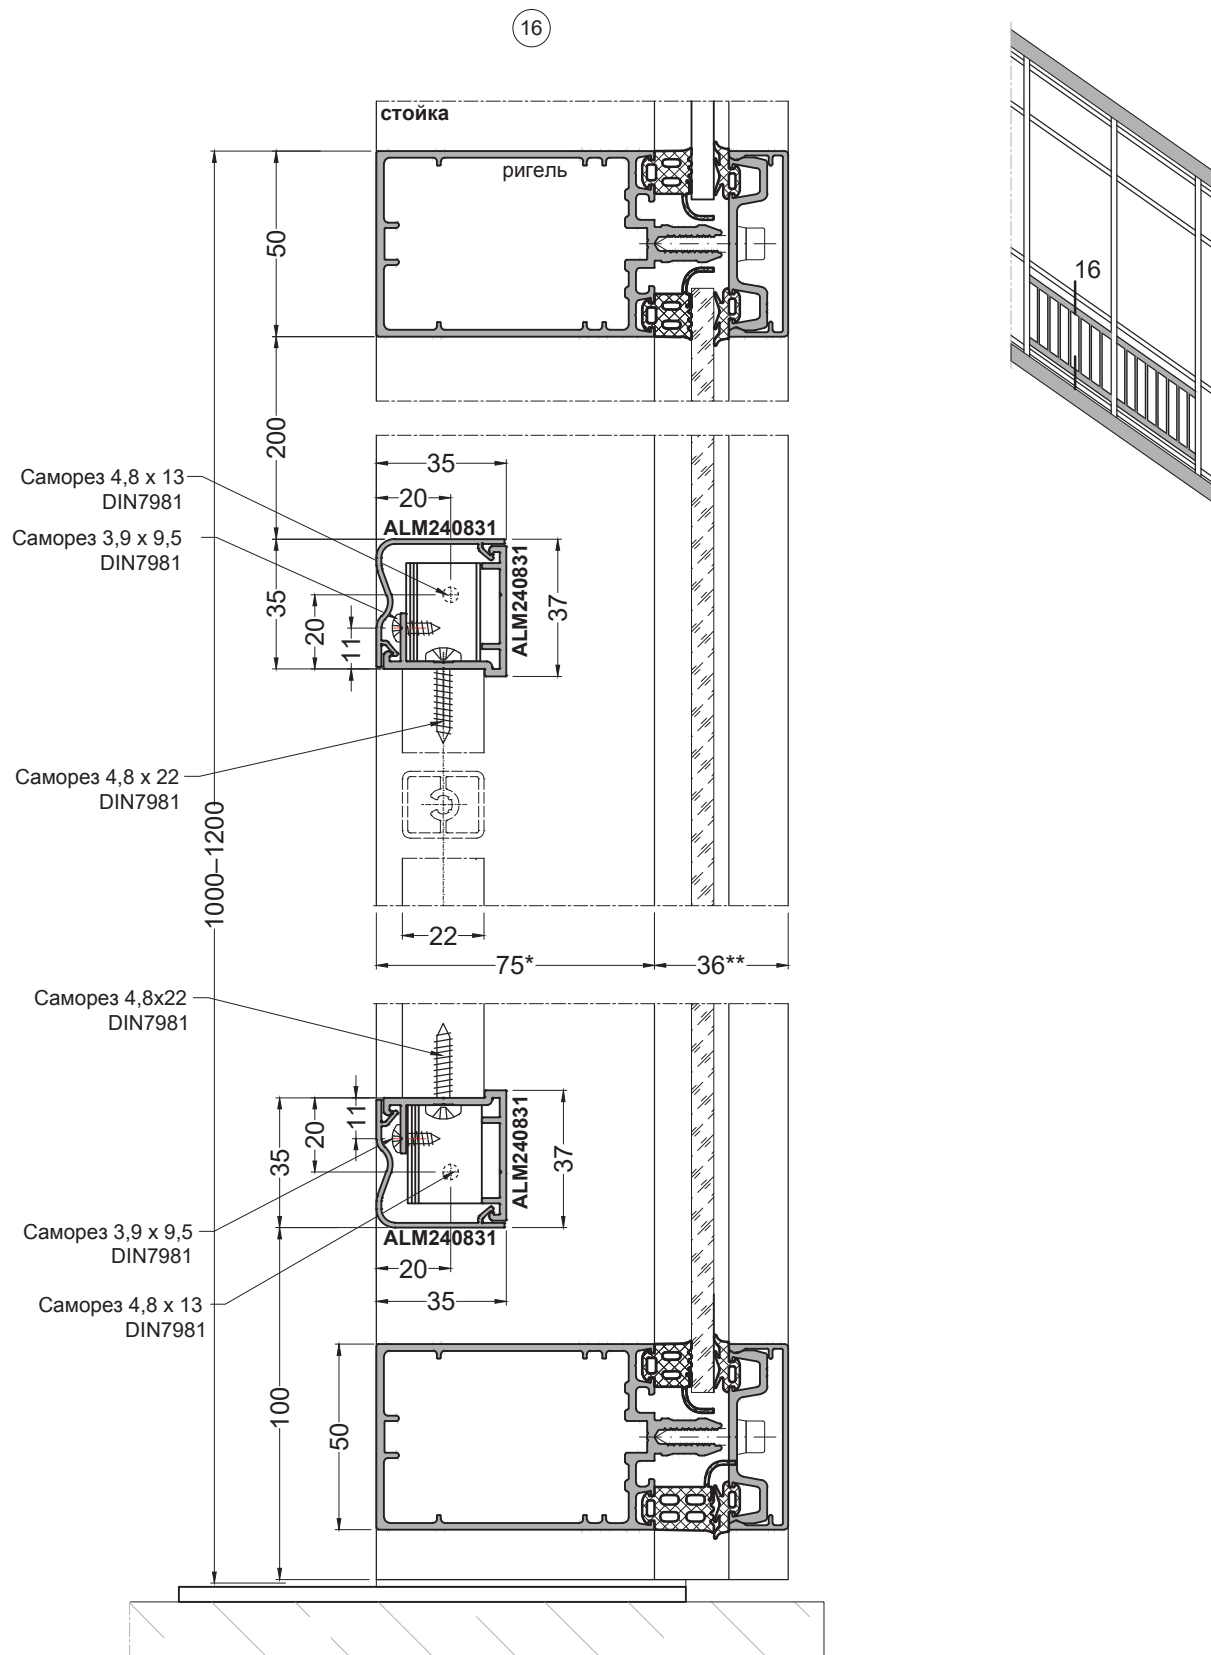 16
стойка
ригель
50
16
200
35
Саморез 4,8 x 13
DIN7981
20
ALM240831
Саморез 3,9 x 9,5
DIN7981
ALM240831
35
20
11
37
Саморез 4,8 x 22
DIN7981
1000–1200
22
75*
36**
Саморез 4,8x22
DIN7981
11
20
35
ALM240831
37
Саморез 3,9 x 9,5
DIN7981
ALM240831
20
35
Саморез 4,8 x 13
DIN7981
100
50